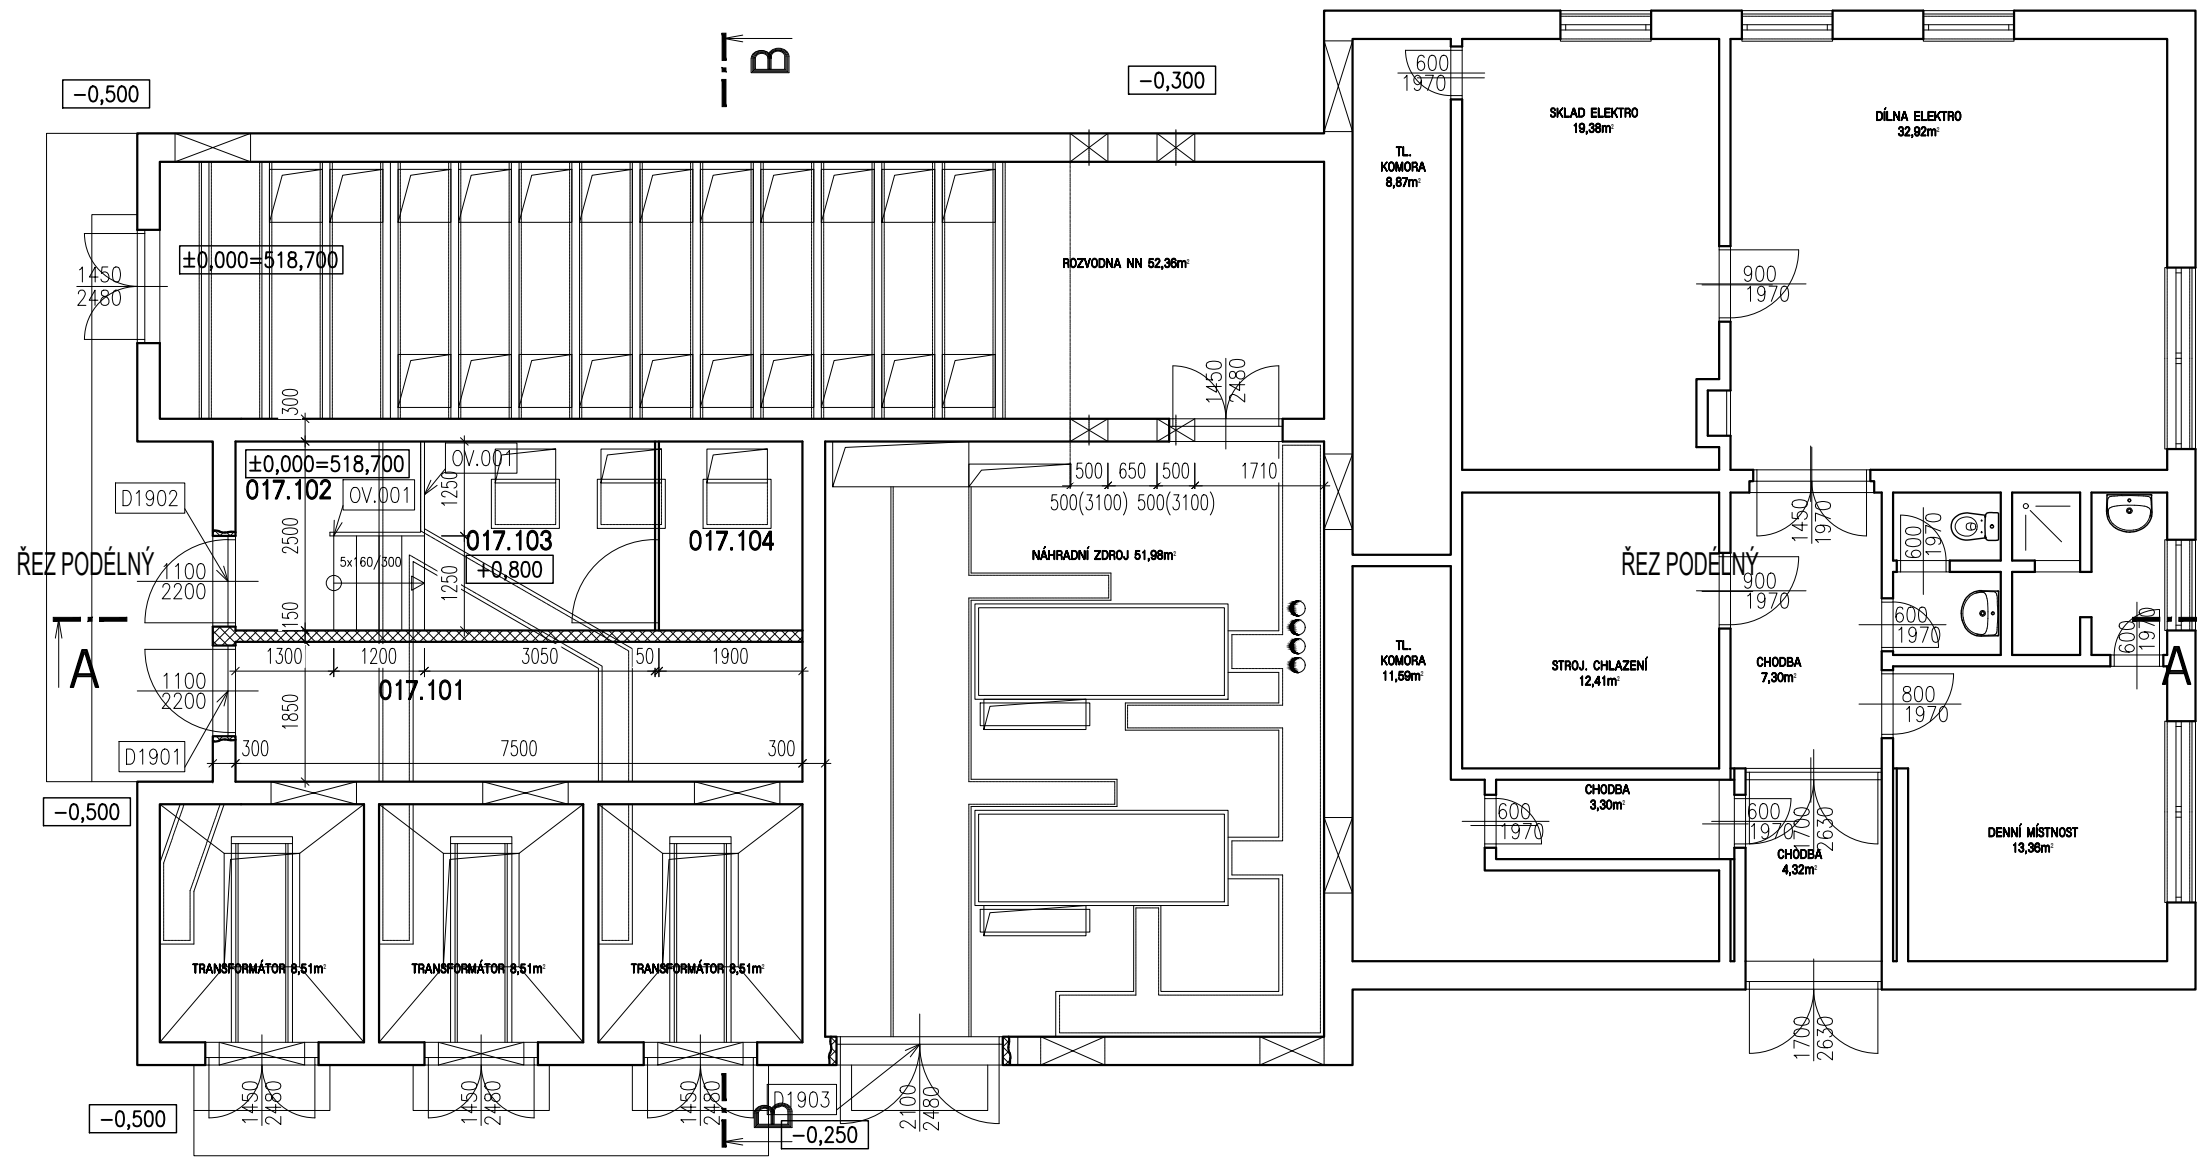 B
-0,500
-0,300
600
1970
SKLAD ELEKTRO
19,38m²
DÍLNA ELEKTRO
32,92m²
TL.
KOMORA
8,87m²
±0,000=518,700
ROZVODNA NN 52,36m²
1450
2480
900
1970
1450
2480
300
±0,000=518,700
017.102
OV.001
OV.001
1250
D1902
500
650
500
1710
500(3100)
500(3100)
2500
017.103
017.104
1450
1970
600
1970
ŘEZ PODÉLNÝ
1100
2200
5x160/300
+0,800
1250
NÁHRADNÍ ZDROJ 51,98m²
ŘEZ PODÉLNÝ
900
1970
150
600
1970
600
1970
A
1300
1200
3050
50
1900
TL.
KOMORA
11,59m²
STROJ. CHLAZENÍ
12,41m²
CHODBA
7,30m²
A
1100
2200
017.101
1850
800
1970
D1901
300
7500
300
-0,500
CHODBA
3,30m²
600
1970
600
1970
1700
2630
CHODBA
4,32m²
DENNÍ MÍSTNOST
13,36m²
TRANSFORMÁTOR 8,51m²
TRANSFORMÁTOR 8,51m²
TRANSFORMÁTOR 8,51m²
1700
2630
-0,500
1450
2480
1450
2480
1450
2480
D1903
B
2100
2480
-0,250